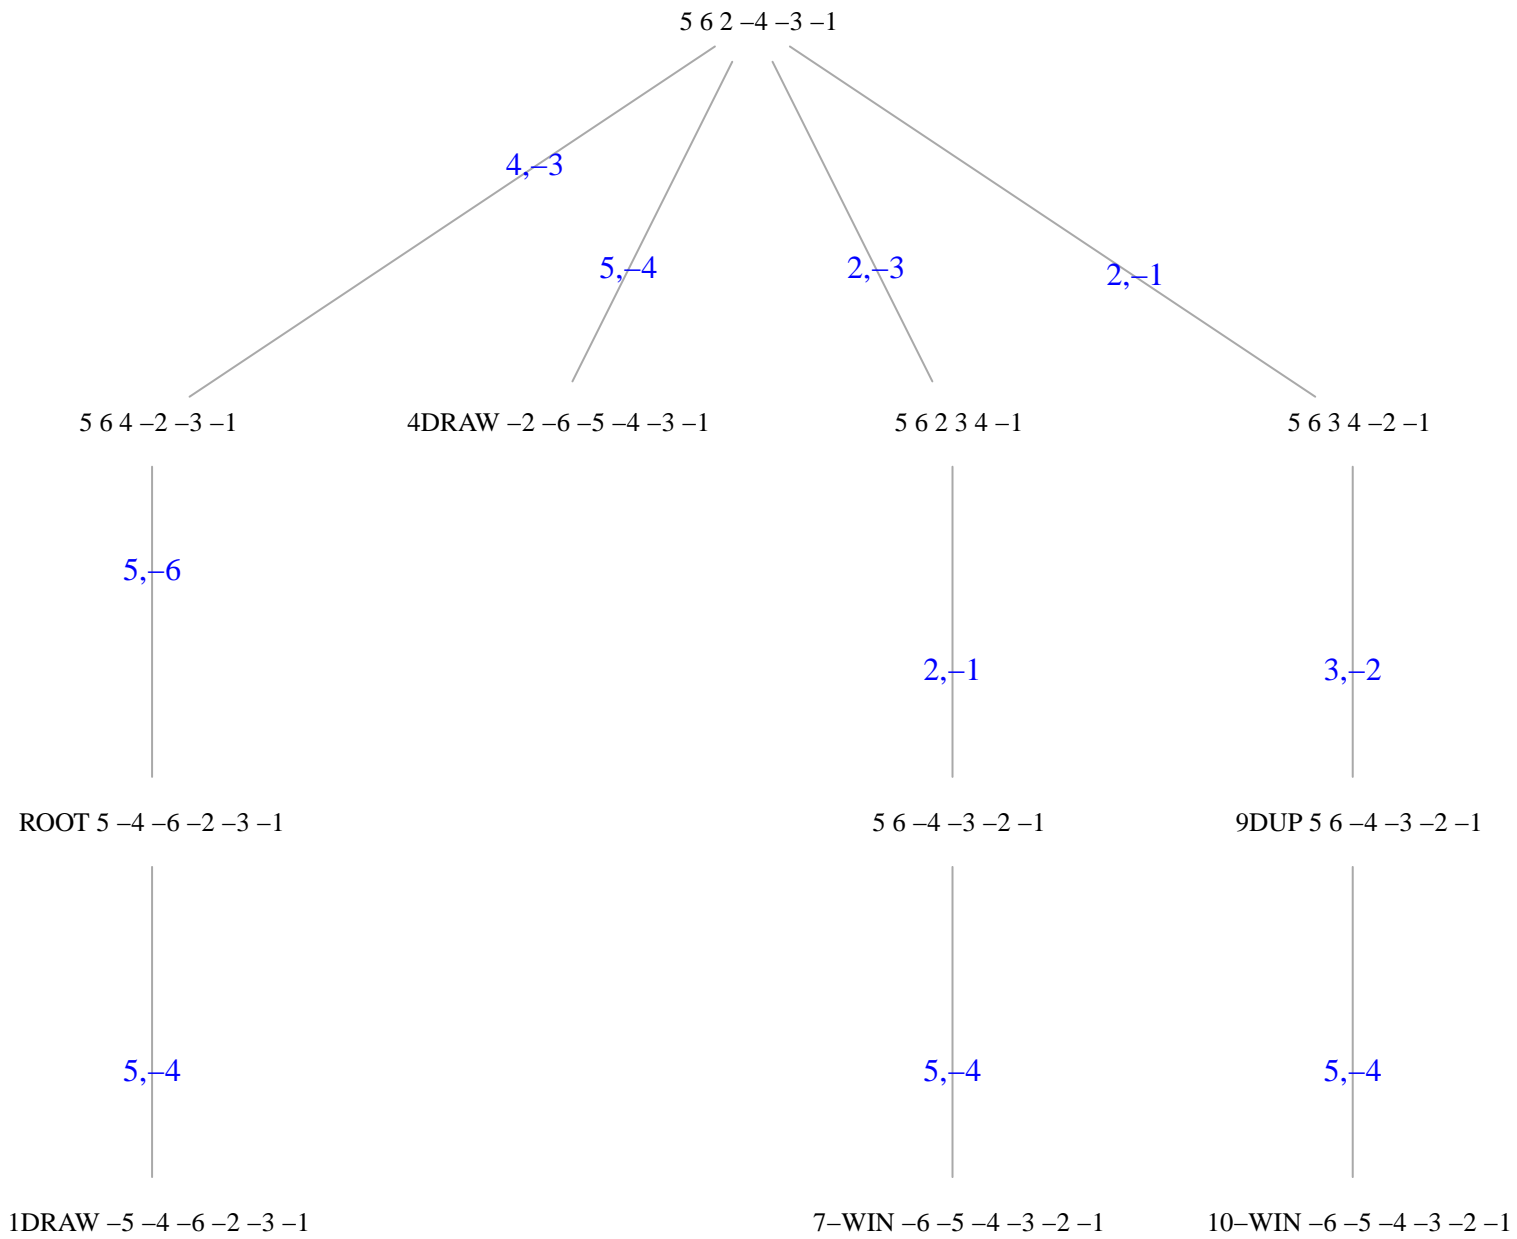 5 6 2 –4 –3 –1
4,–3
5,–4
2,–3
2,–1
5 6 4 –2 –3 –1
4DRAW –2 –6 –5 –4 –3 –1
5 6 2 3 4 –1
5 6 3 4 –2 –1
5,–6
2,–1
3,–2
ROOT 5 –4 –6 –2 –3 –1
5 6 –4 –3 –2 –1
9DUP 5 6 –4 –3 –2 –1
5,–4
5,–4
5,–4
1DRAW –5 –4 –6 –2 –3 –1
7–WIN –6 –5 –4 –3 –2 –1
10–WIN –6 –5 –4 –3 –2 –1